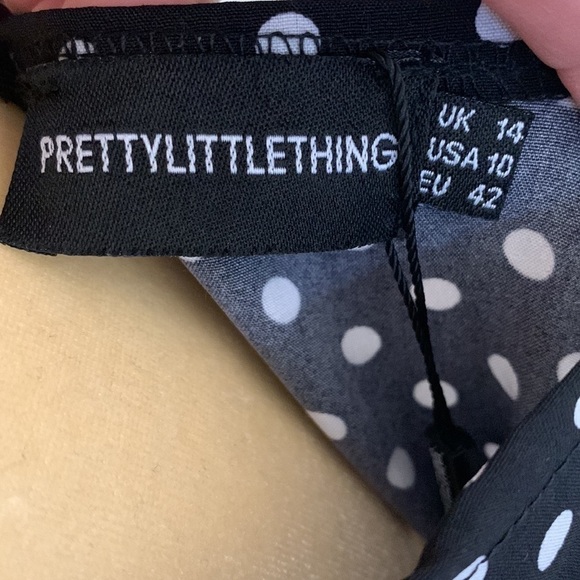 PRETTYLITTLETHING
UK 14
USA 10
EU 42